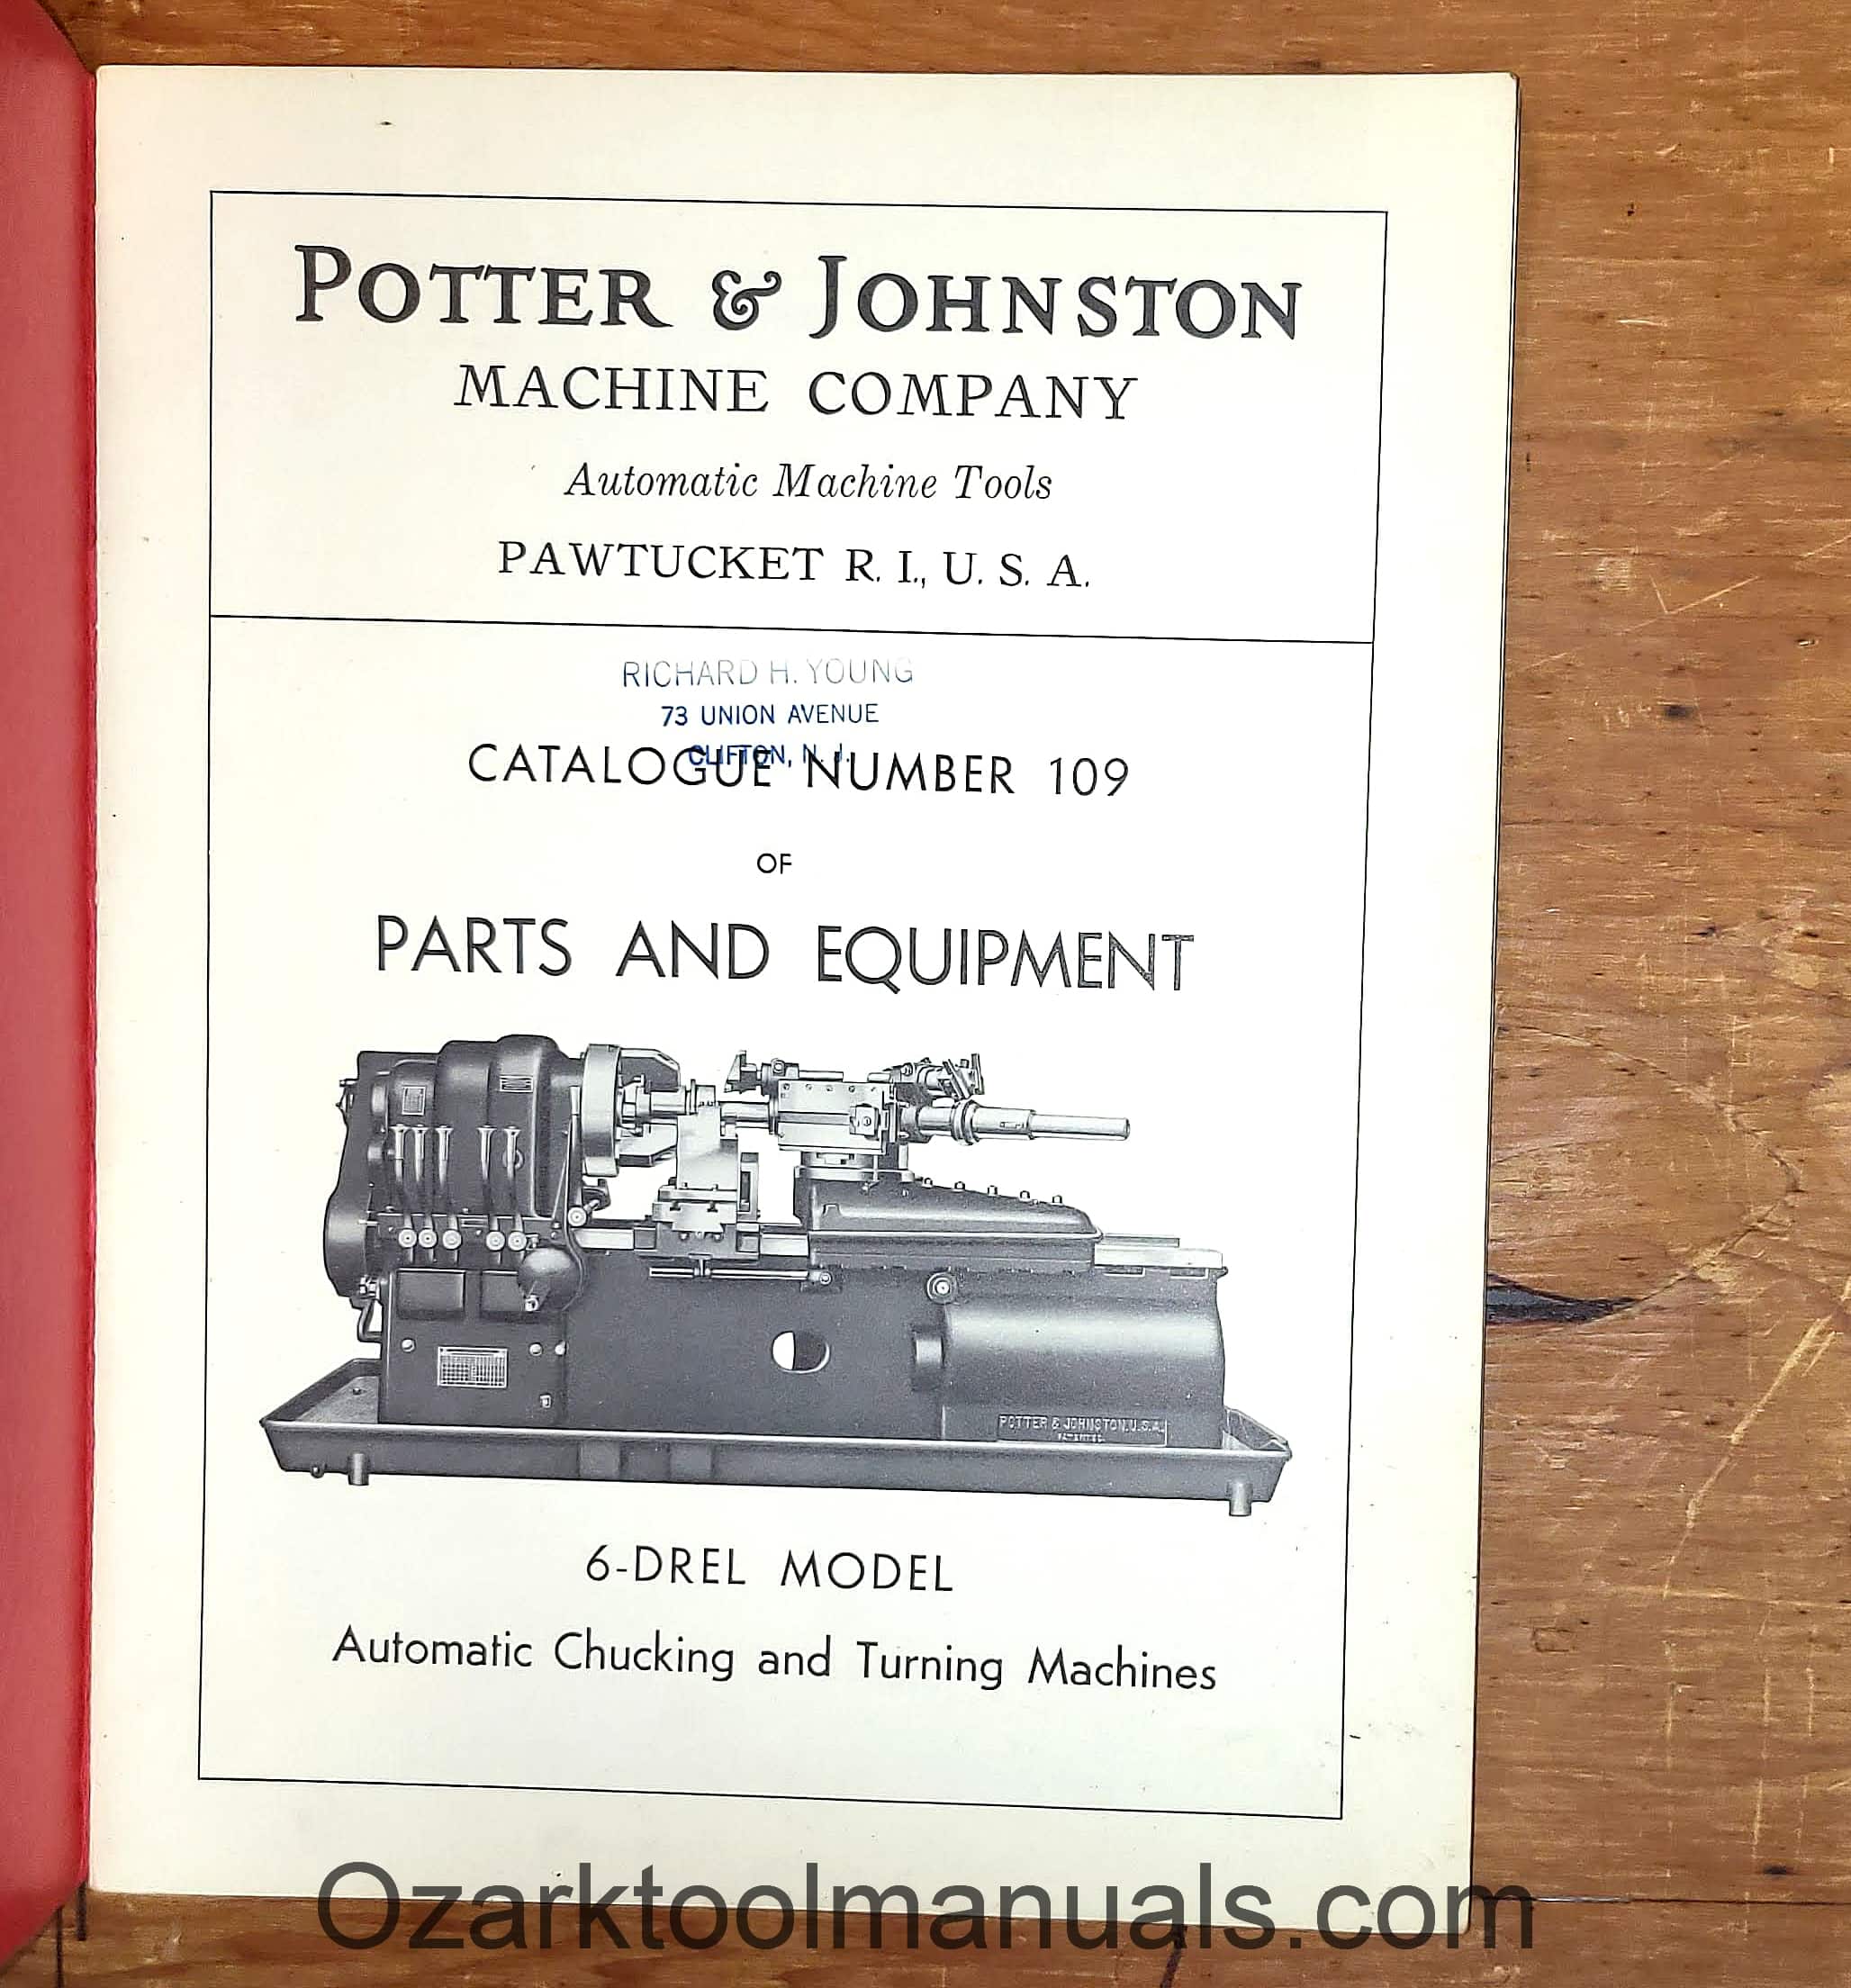 POTTER & JOHNSTON
MACHINE COMPANY
Automatic Machine Tools
PAWTUCKET R. I., U. S. A.
RICHARD H. YOUNG
73 UNION AVENUE
CLIFTON, N. J.
CATALOGUE NUMBER 109
OF
PARTS AND EQUIPMENT
POTTER & JOHNSTON, U.S.A.
PATENTED
6-DREL MODEL
Automatic Chucking and Turning Machines
Ozarktoolmanuals.com